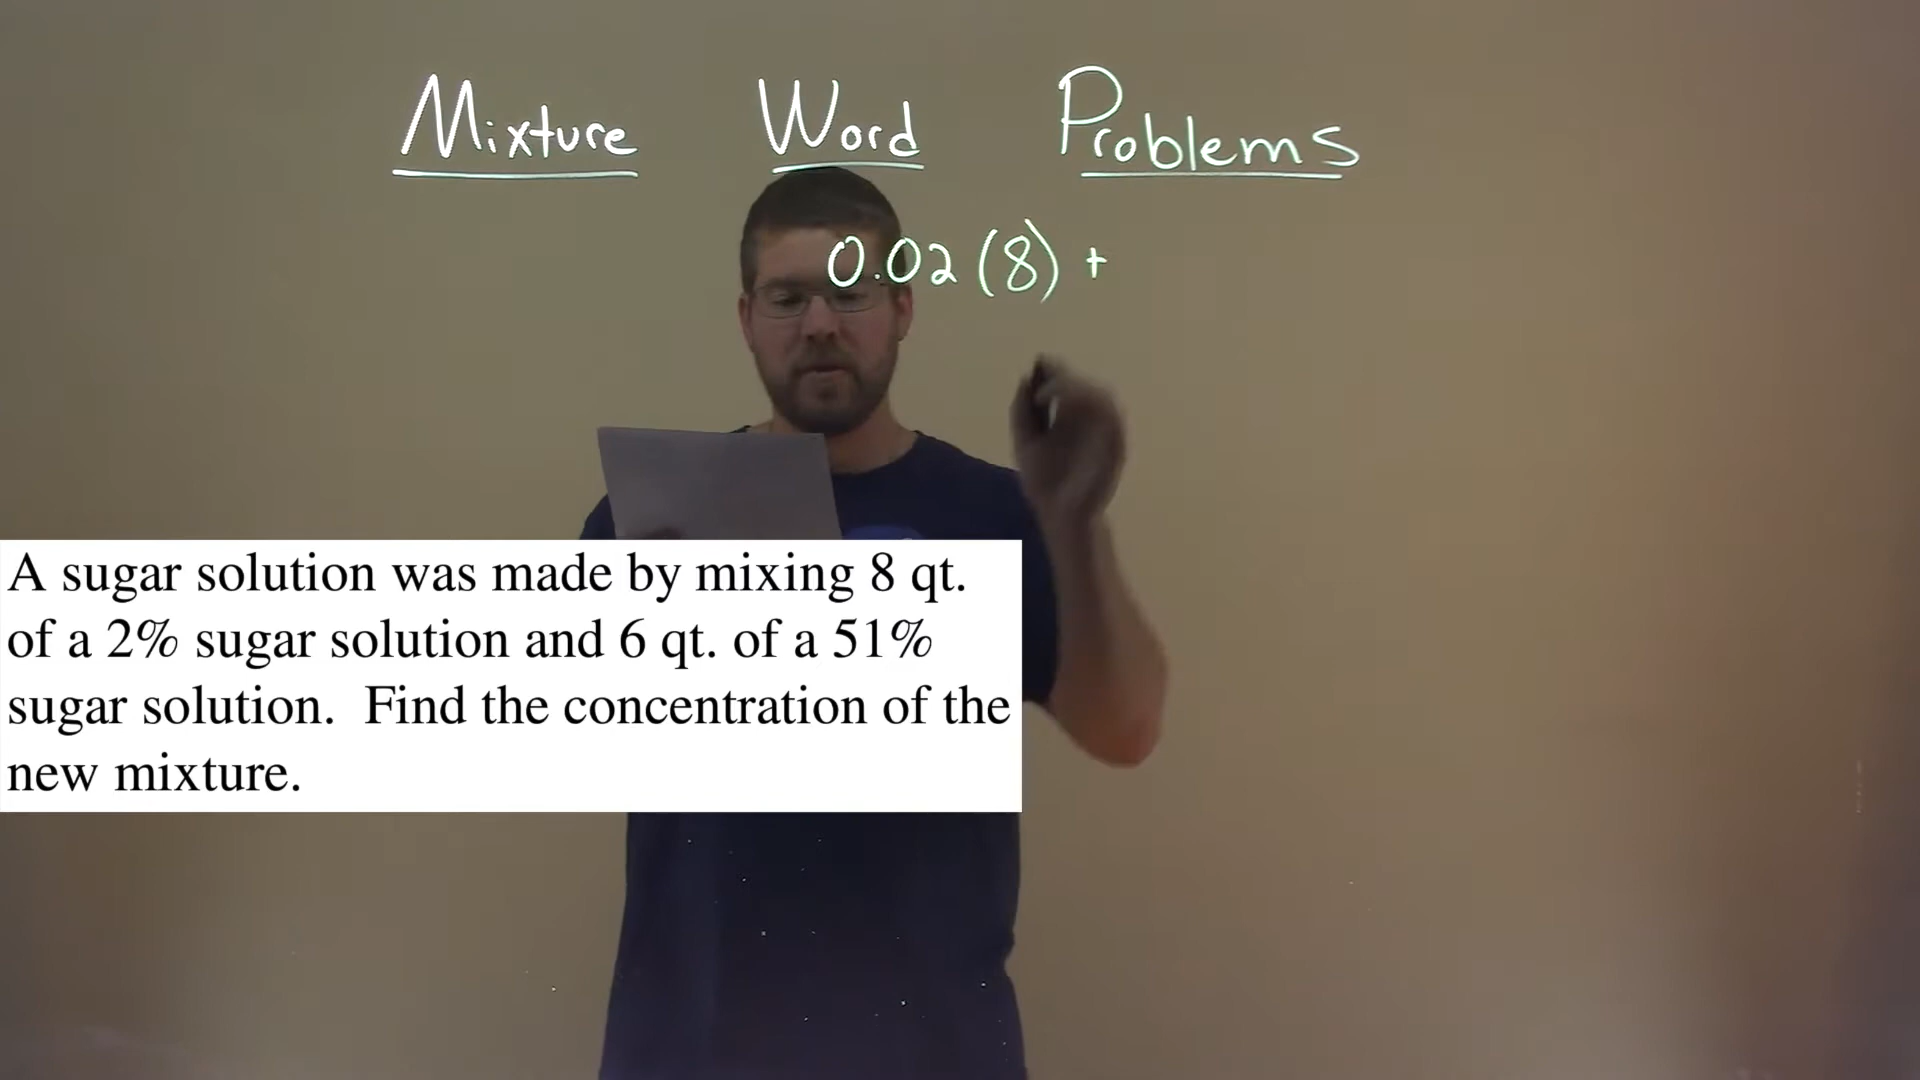 Mixture Word Problems
0.02 (8) +
A sugar solution was made by mixing 8 qt.
of a 2% sugar solution and 6 qt. of a 51%
sugar solution.  Find the concentration of the
new mixture.